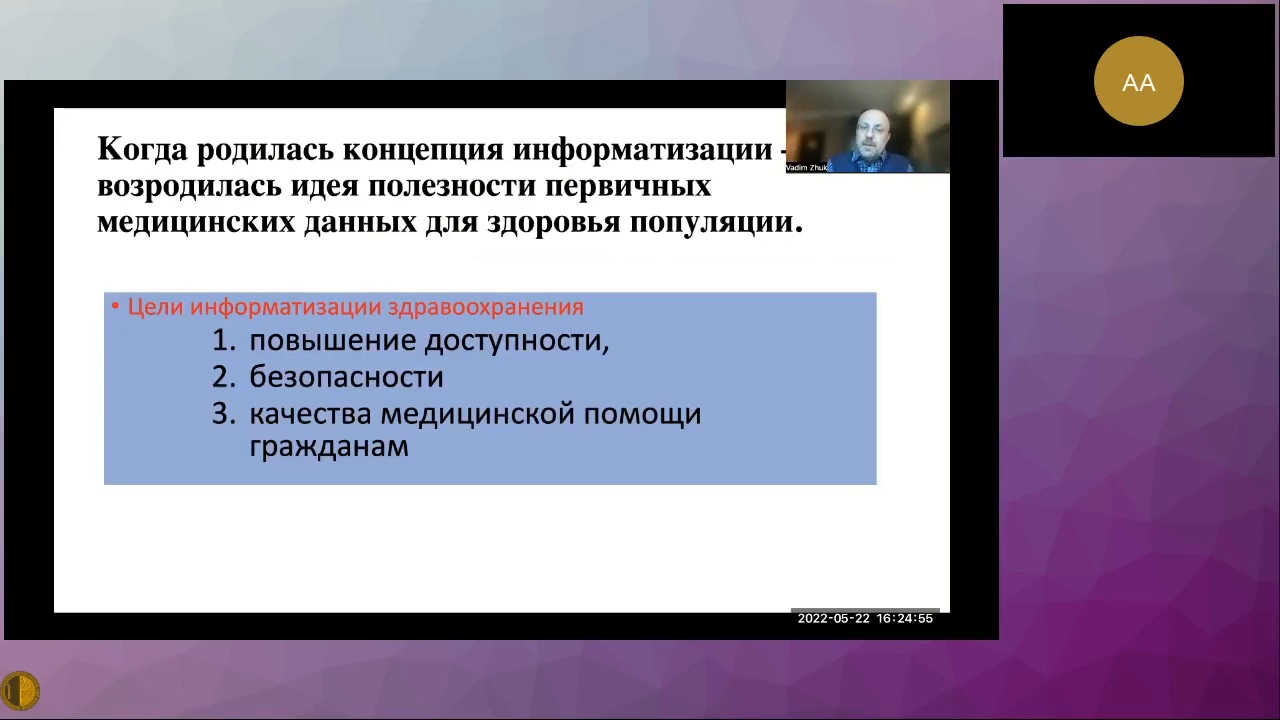 Когда родилась концепция информатизации -
возродилась идея полезности первичных
медицинских данных для здоровья популяции.
• Цели информатизации здравоохранения
1. повышение доступности,
2. безопасности
3. качества медицинской помощи
гражданам
Vadim Zhuk
AA
2022-05-22 16:24:55